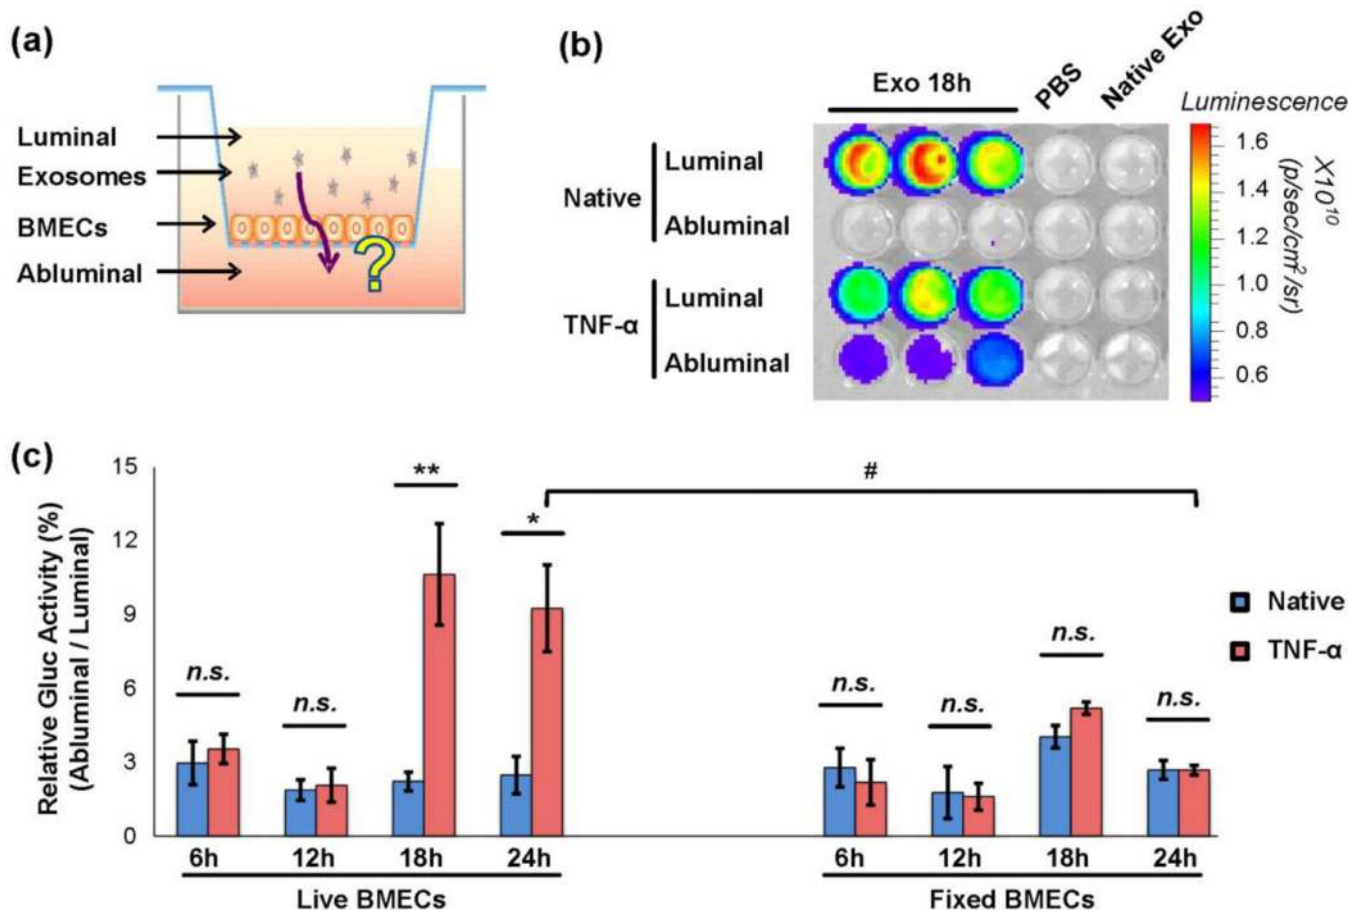 (a)
Luminal
Exosomes
BMECs
Abluminal
?
(b)
Exo 18h
PBS
Native Exo
Native
Luminal
Abluminal
TNF-α
Luminal
Abluminal
Luminescence
1.6
1.4
1.2
1.0
0.8
0.6
X10¹⁰
(p/sec/cm²/sr)
(c)
Relative Gluc Activity (%)
(Abluminal / Luminal)
15
12
9
6
3
0
n.s.
n.s.
**
*
#
n.s.
n.s.
n.s.
n.s.
Native
TNF-α
6h 12h 18h 24h
Live BMECs
6h 12h 18h 24h
Fixed BMECs